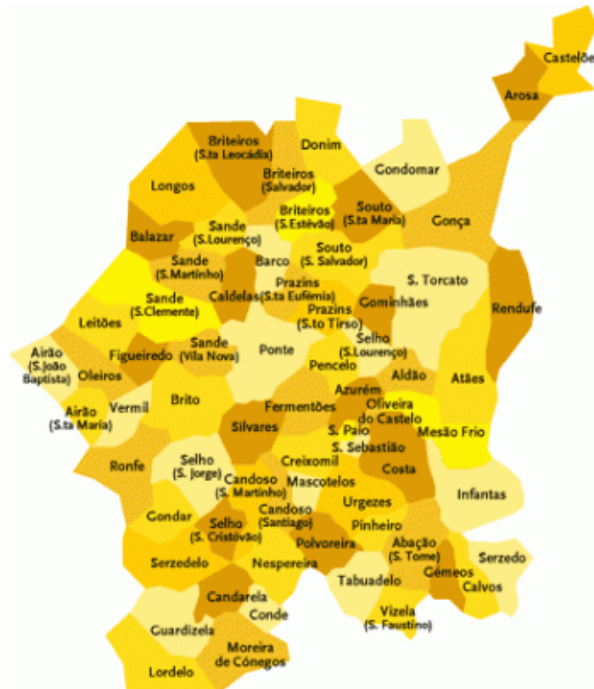 Castelõe
Arosa
Briteiros
(S.ta Leocádia)
Donim
Gondomar
Longos
Briteiros
(Salvador)
Souto
(S.ta Maria)
Gonça
Briteiros
(S.Estêvão)
Balazar
Sande
(S.Lourenço)
Souto
(S. Salvador)
Barco
Sande
(S.Martinho)
S. Torcato
Caldelas
Prazins
(S.ta Eufémia)
Gominhães
Rendufe
Sande
(S.Clemente)
Prazins
(S.to Tirso)
Leitões
Selho
(S.Lourenço)
Airão
(S.João
Baptista)
Figueiredo
Sande
(Vila Nova)
Ponte
Pencelo
Aldão
Atães
Oleiros
Azurém
Airão
(S.ta Maria)
Vermil
Brito
Fermentões
Oliveira
do Castelo
Mesão Frio
Silvares
S. Paio
S. Sebastião
Ronfe
Selho
(S. Jorge)
Creixomil
Costa
Candoso
(S. Martinho)
Mascotelos
Infantas
Urgezes
Gondar
Candoso
(Santiago)
Selho
(S. Cristóvão)
Pinheiro
Polvoreira
Abação
(S. Tome)
Serzedo
Serzedelo
Nespereira
Tabuadelo
Gémeos
Calvos
Candarela
Conde
Vizela
(S. Faustino)
Guardizela
Moreira
de Cónegos
Lordelo